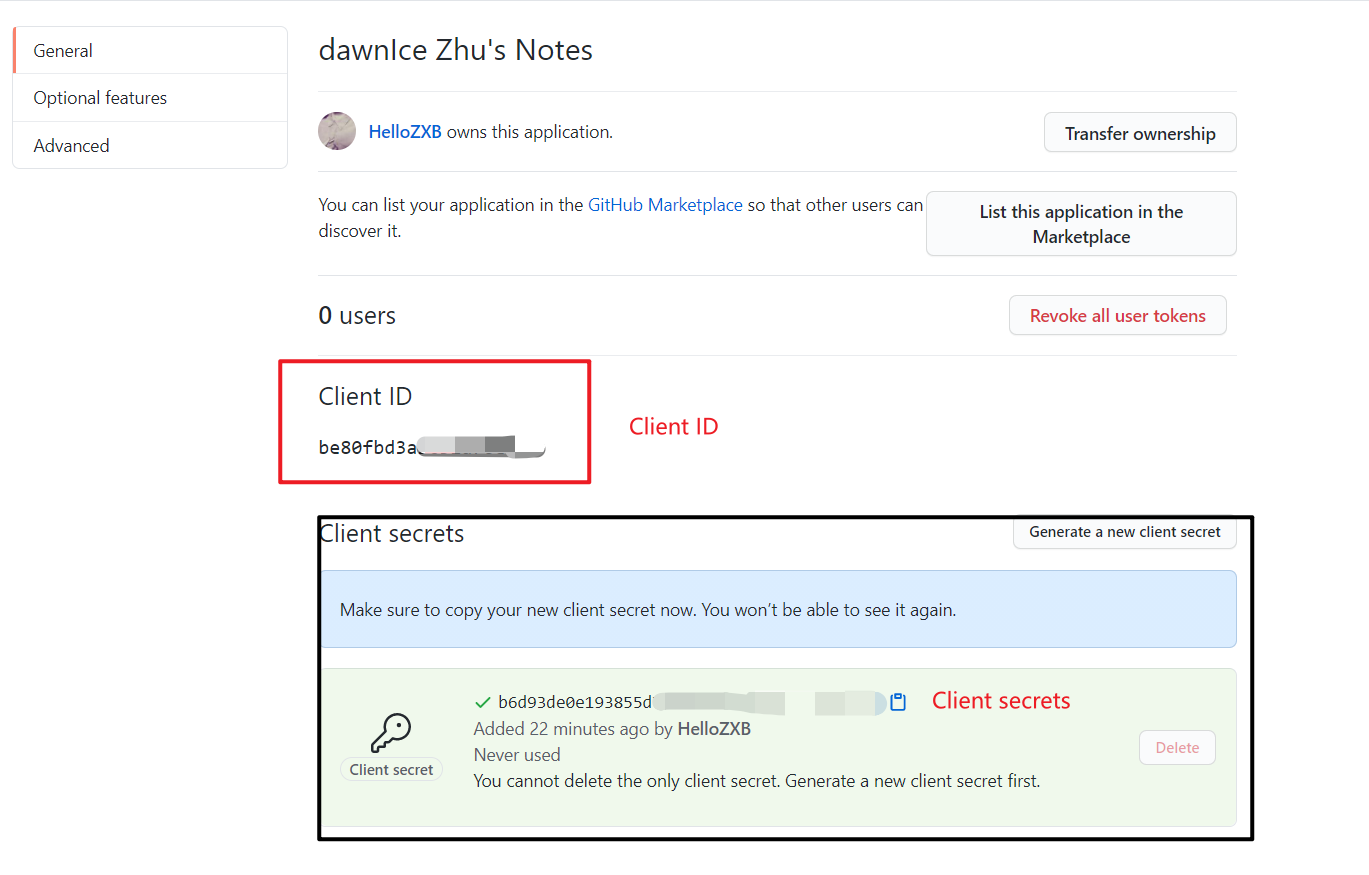 General
Optional features
Advanced
dawnIce Zhu's Notes
HelloZXB owns this application.
Transfer ownership
You can list your application in the GitHub Marketplace so that other users can
discover it.
List this application in the
Marketplace
0 users
Revoke all user tokens
Client ID
be80fbd3a
Client ID
Client secrets
Generate a new client secret
Make sure to copy your new client secret now. You won't be able to see it again.
b6d93de0e193855d
Client secrets
Added 22 minutes ago by HelloZXB
Never used
You cannot delete the only client secret. Generate a new client secret first.
Client secret
Delete